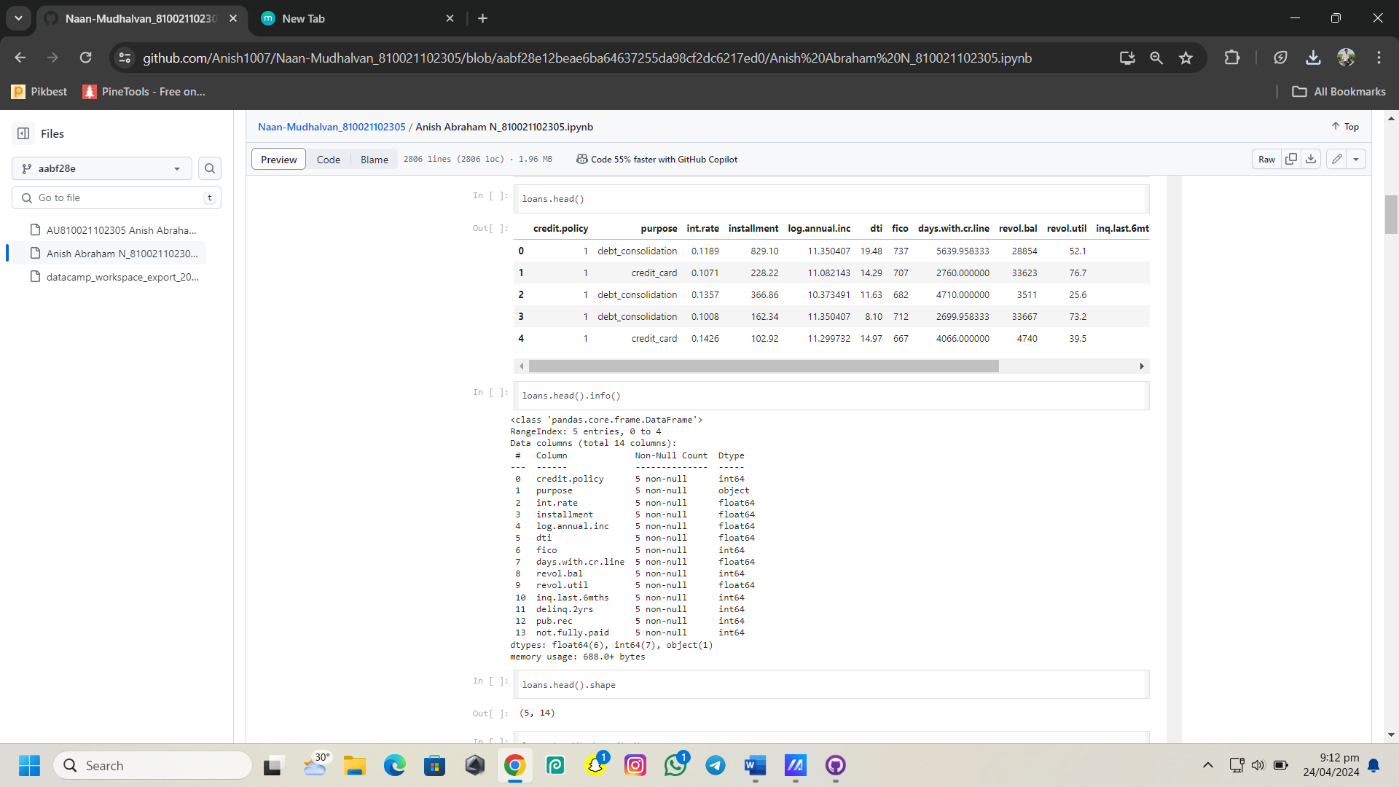 Naan-Mudhalvan_81002110230
New Tab
github.com/Anish1007/Naan-Mudhalvan_810021102305/blob/aabf28e12beae6ba64637255da98cf2dc6217ed0/Anish%20Abraham%20N_810021102305.ipynb
Pikbest
PineTools - Free on...
All Bookmarks
Files
Naan-Mudhalvan_810021102305 / Anish Abraham N_810021102305.ipynb
Top
aabf28e
Preview Code Blame 2806 lines (2806 loc) · 1.96 MB Code 55% faster with GitHub Copilot
Raw
Go to file t
AU810021102305 Anish Abraha...
Anish Abraham N_81002110230...
datacamp_workspace_export_20...
In [ ]: loans.head()
Out[ ]: credit.policy purpose int.rate installment log.annual.inc dti fico days.with.cr.line revol.bal revol.util inq.last.6mt
0 1 debt_consolidation 0.1189 829.10 11.350407 19.48 737 5639.958333 28854 52.1
1 1 credit_card 0.1071 228.22 11.082143 14.29 707 2760.000000 33623 76.7
2 1 debt_consolidation 0.1357 366.86 10.373491 11.63 682 4710.000000 3511 25.6
3 1 debt_consolidation 0.1008 162.34 11.350407 8.10 712 2699.958333 33667 73.2
4 1 credit_card 0.1426 102.92 11.299732 14.97 667 4066.000000 4740 39.5
In [ ]: loans.head().info()
<class 'pandas.core.frame.DataFrame'>
RangeIndex: 5 entries, 0 to 4
Data columns (total 14 columns):
# Column Non-Null Count Dtype
--- ------ -------------- -----
0 credit.policy 5 non-null int64
1 purpose 5 non-null object
2 int.rate 5 non-null float64
3 installment 5 non-null float64
4 log.annual.inc 5 non-null float64
5 dti 5 non-null float64
6 fico 5 non-null int64
7 days.with.cr.line 5 non-null float64
8 revol.bal 5 non-null int64
9 revol.util 5 non-null float64
10 inq.last.6mths 5 non-null int64
11 delinq.2yrs 5 non-null int64
12 pub.rec 5 non-null int64
13 not.fully.paid 5 non-null int64
dtypes: float64(6), int64(7), object(1)
memory usage: 688.0+ bytes
In [ ]: loans.head().shape
Out[ ]: (5, 14)
Search
30°
1
1
9:12 pm
24/04/2024